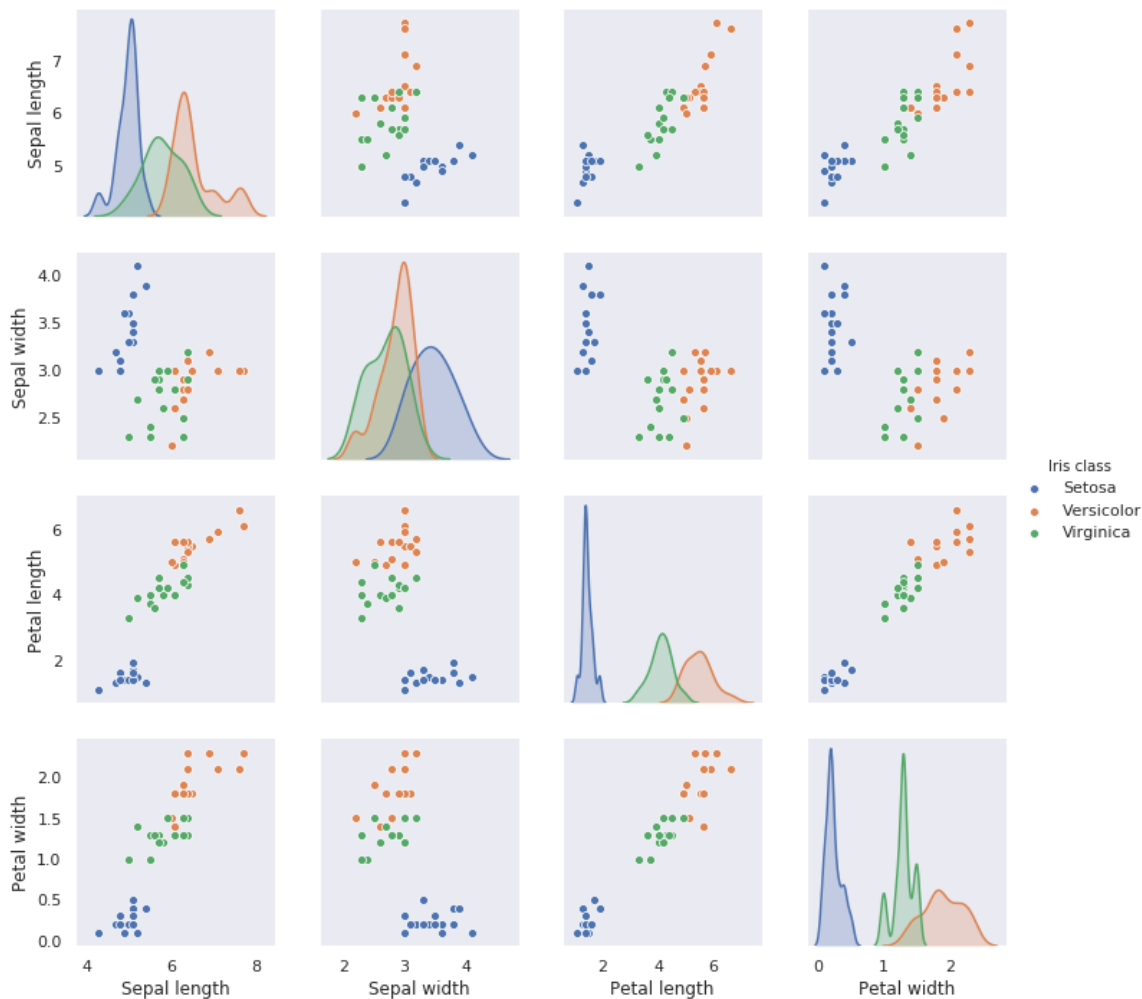 7
6
5
Sepal length
4.0
3.5
3.0
2.5
Sepal width
Iris class
Setosa
Versicolor
Virginica
6
4
2
Petal length
2.0
1.5
1.0
0.5
0.0
Petal width
4 6 8
2 3 4
2 4 6
0 1 2
Sepal length
Sepal width
Petal length
Petal width